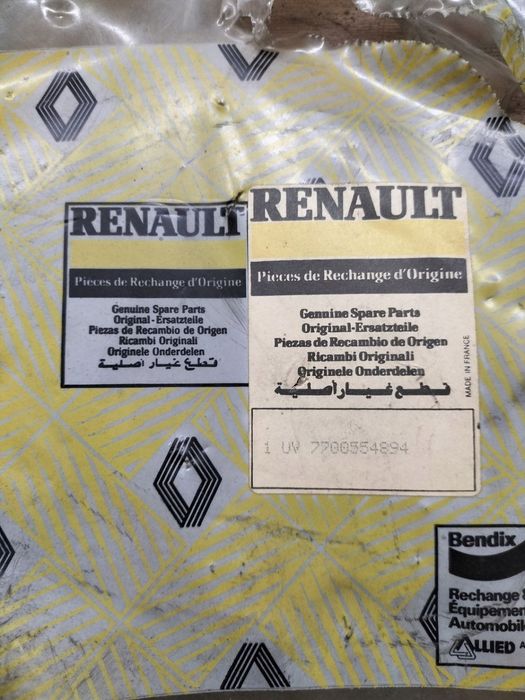 RENAULT
Pieces de Rechange d'Origine
Genuine Spare Parts
Original-Ersatzteile
Piezas de Recambio de Origen
Ricambi Originali
Originele Onderdelen
قطع غيار أصلية
RENAULT
Pieces de Rechange d'Origine
Genuine Spare Parts
Original-Ersatzteile
Piezas de Recambio de Origen
Ricambi Originali
Originele Onderdelen
قطع غيار أصلية
MADE IN FRANCE
1 UV 7700554894
Bendix
Rechange &
Équipemen
Automobil
ALLIED A